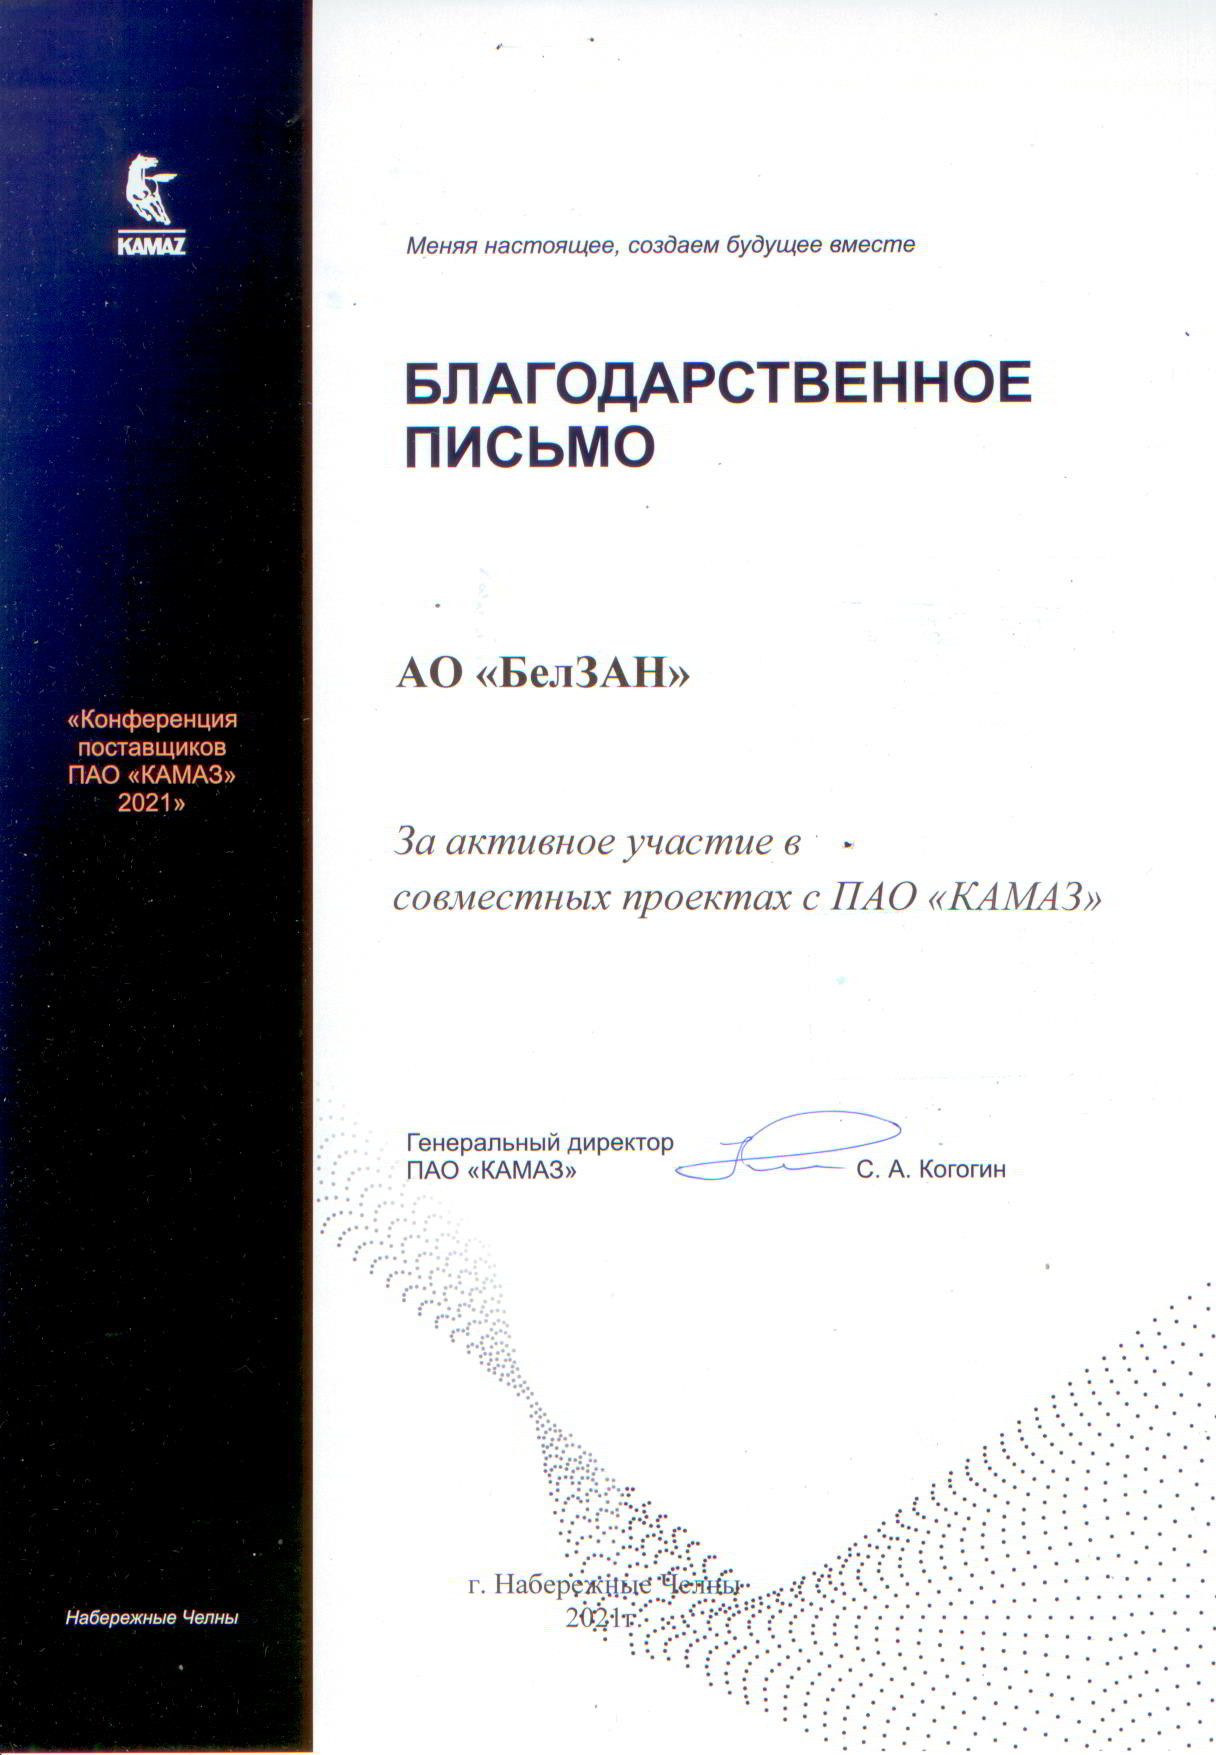 KAMAZ
Меняя настоящее, создаем будущее вместе
БЛАГОДАРСТВЕННОЕ
ПИСЬМО
АО «БелЗАН»
«Конференция
поставщиков
ПАО «КАМАЗ»
2021»
За активное участие в
совместных проектах с ПАО «КАМАЗ»
Генеральный директор
ПАО «КАМАЗ»
С. А. Когогин
г. Набережные Челны
2021г.
Набережные Челны